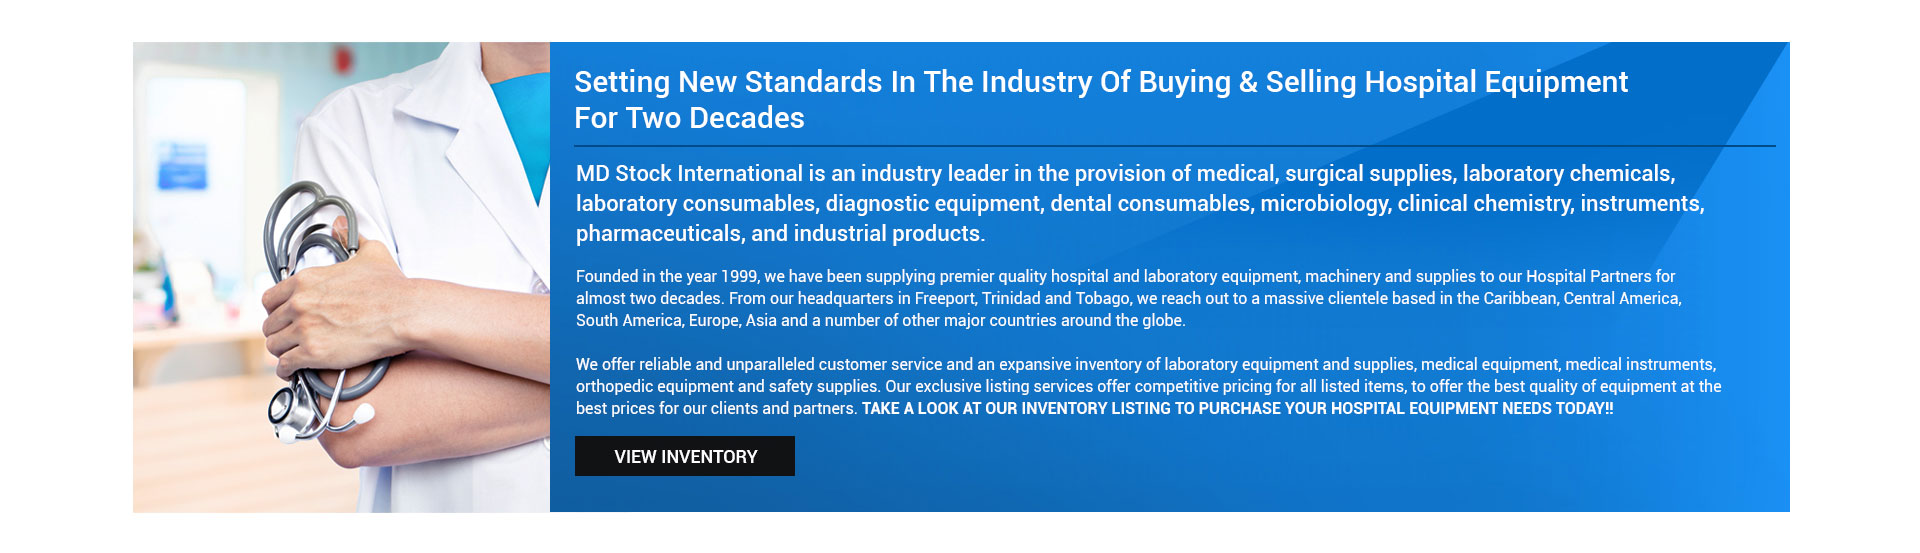 Setting New Standards In The Industry Of Buying & Selling Hospital Equipment
For Two Decades
MD Stock International is an industry leader in the provision of medical, surgical supplies, laboratory chemicals,
laboratory consumables, diagnostic equipment, dental consumables, microbiology, clinical chemistry, instruments,
pharmaceuticals, and industrial products.
Founded in the year 1999, we have been supplying premier quality hospital and laboratory equipment, machinery and supplies to our Hospital Partners for
almost two decades. From our headquarters in Freeport, Trinidad and Tobago, we reach out to a massive clientele based in the Caribbean, Central America,
South America, Europe, Asia and a number of other major countries around the globe.
We offer reliable and unparalleled customer service and an expansive inventory of laboratory equipment and supplies, medical equipment, medical instruments,
orthopedic equipment and safety supplies. Our exclusive listing services offer competitive pricing for all listed items, to offer the best quality of equipment at the
best prices for our clients and partners. TAKE A LOOK AT OUR INVENTORY LISTING TO PURCHASE YOUR HOSPITAL EQUIPMENT NEEDS TODAY!!
VIEW INVENTORY